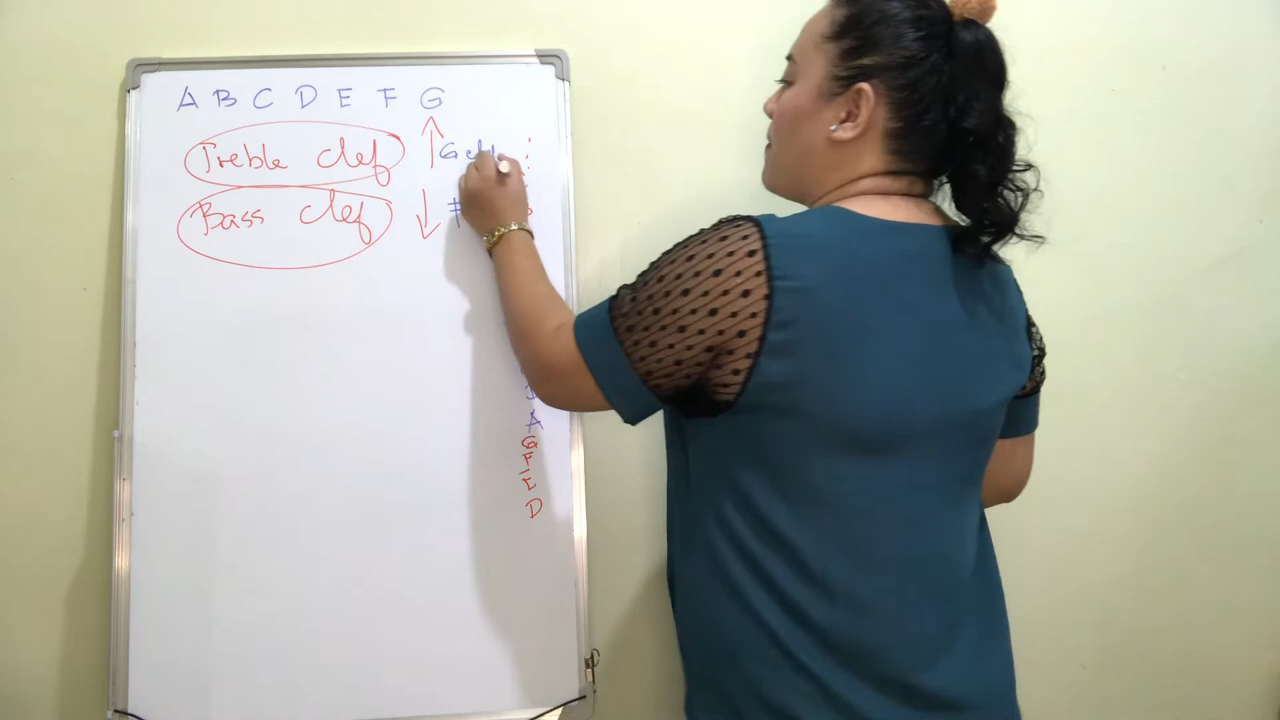 A B C D E F G
Treble clef ↑ G
Bass clef ↓
A
G
F
E
D